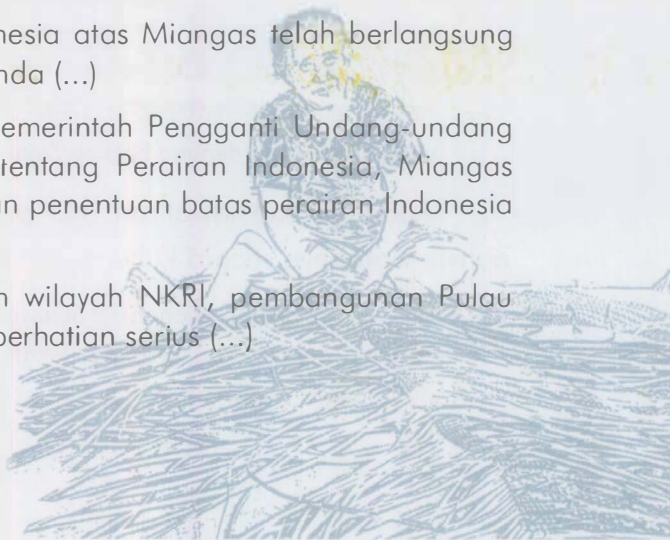 nesia atas Miangas telah berlangsung
nda (...)
emerintah Pengganti Undang-undang
tentang Perairan Indonesia, Miangas
n penentuan batas perairan Indonesia
n wilayah NKRI, pembangunan Pulau
perhatian serius (...)